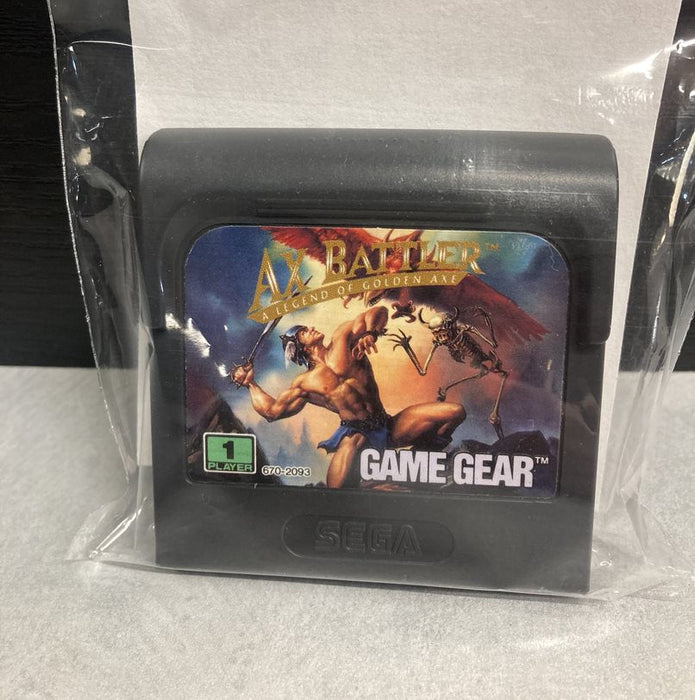 AX BATTLER™
A LEGEND OF GOLDEN AXE
1
PLAYER
670-2093
GAME GEAR™
SEGA